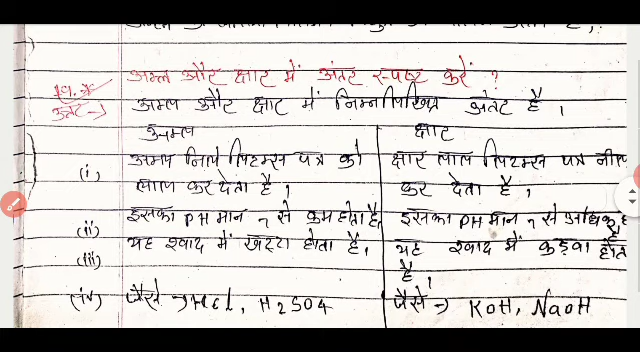 अम्ल और क्षार में अंतर स्पष्ट करें ?
उत्तर → अम्ल और क्षार में निम्नलिखित अंतर है ।
अम्ल क्षार
(i) अम्ल नीले लिटमस पत्र को क्षार लाल लिटमस पत्र नीला
लाल कर देता है । कर देता है ।
(ii) इसका PH मान 7 से कम होता है, इसका PH मान 7 से अधिक
(iii) यह श्वाद में खट्टा होता है । यह श्वाद में कुड़वा होता
है ।
(iv) जैसे → HCl, H2SO4 जैसे → KOH, NaOH